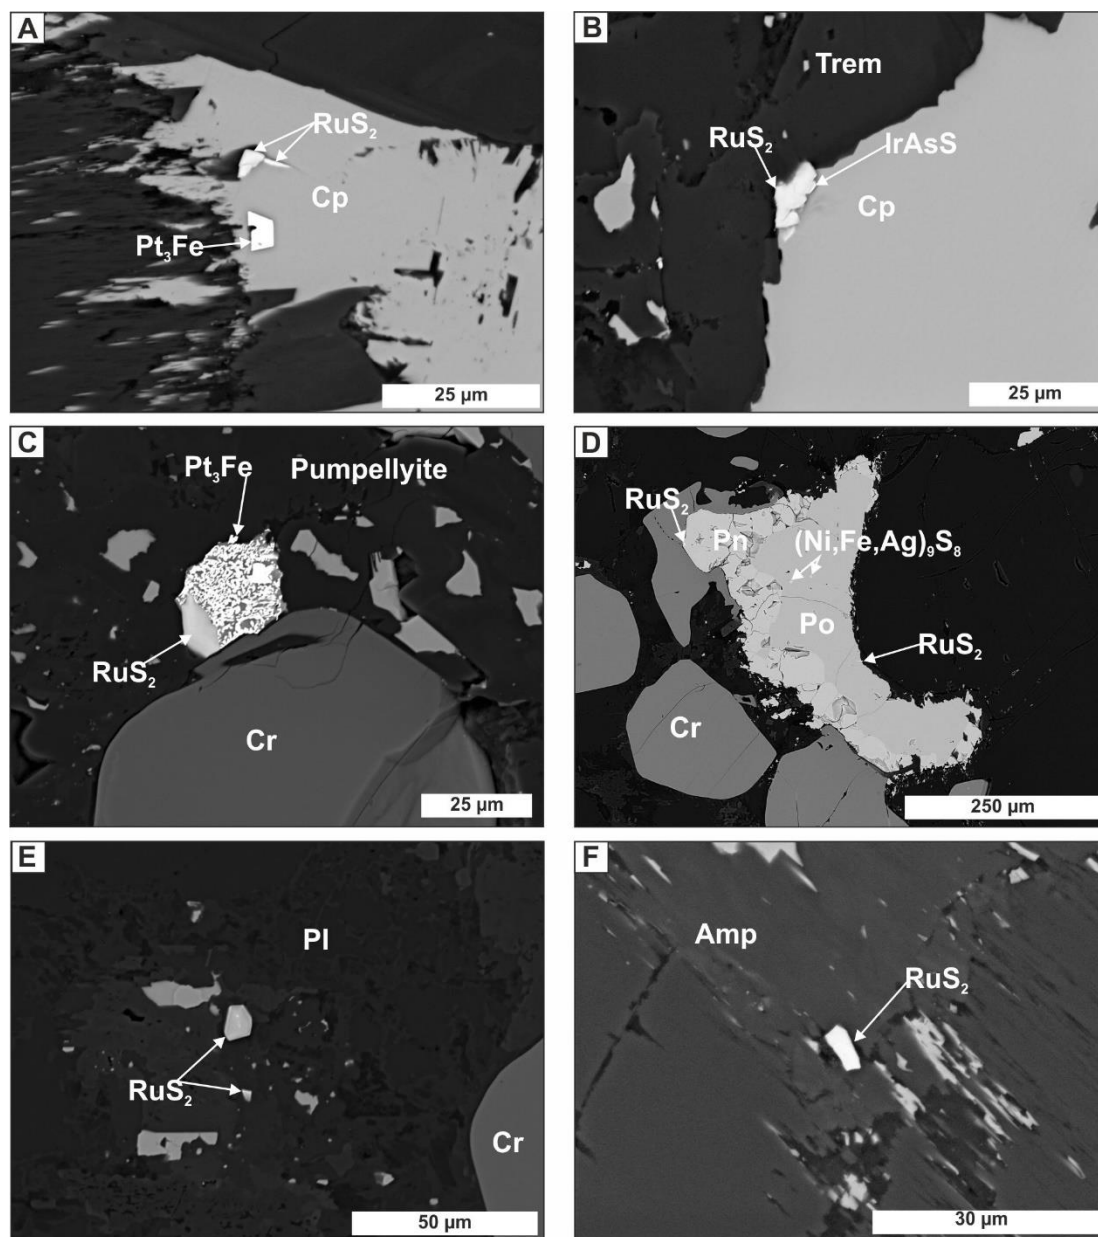 A
RuS₂
Cp
Pt₃Fe
25 µm
B
Trem
RuS₂
IrAsS
Cp
25 µm
C
Pt₃Fe
Pumpellyite
RuS₂
Cr
25 µm
D
RuS₂
Pn
(Ni,Fe,Ag)₉S₈
Po
RuS₂
Cr
250 µm
E
Pl
RuS₂
Cr
50 µm
F
Amp
RuS₂
30 µm